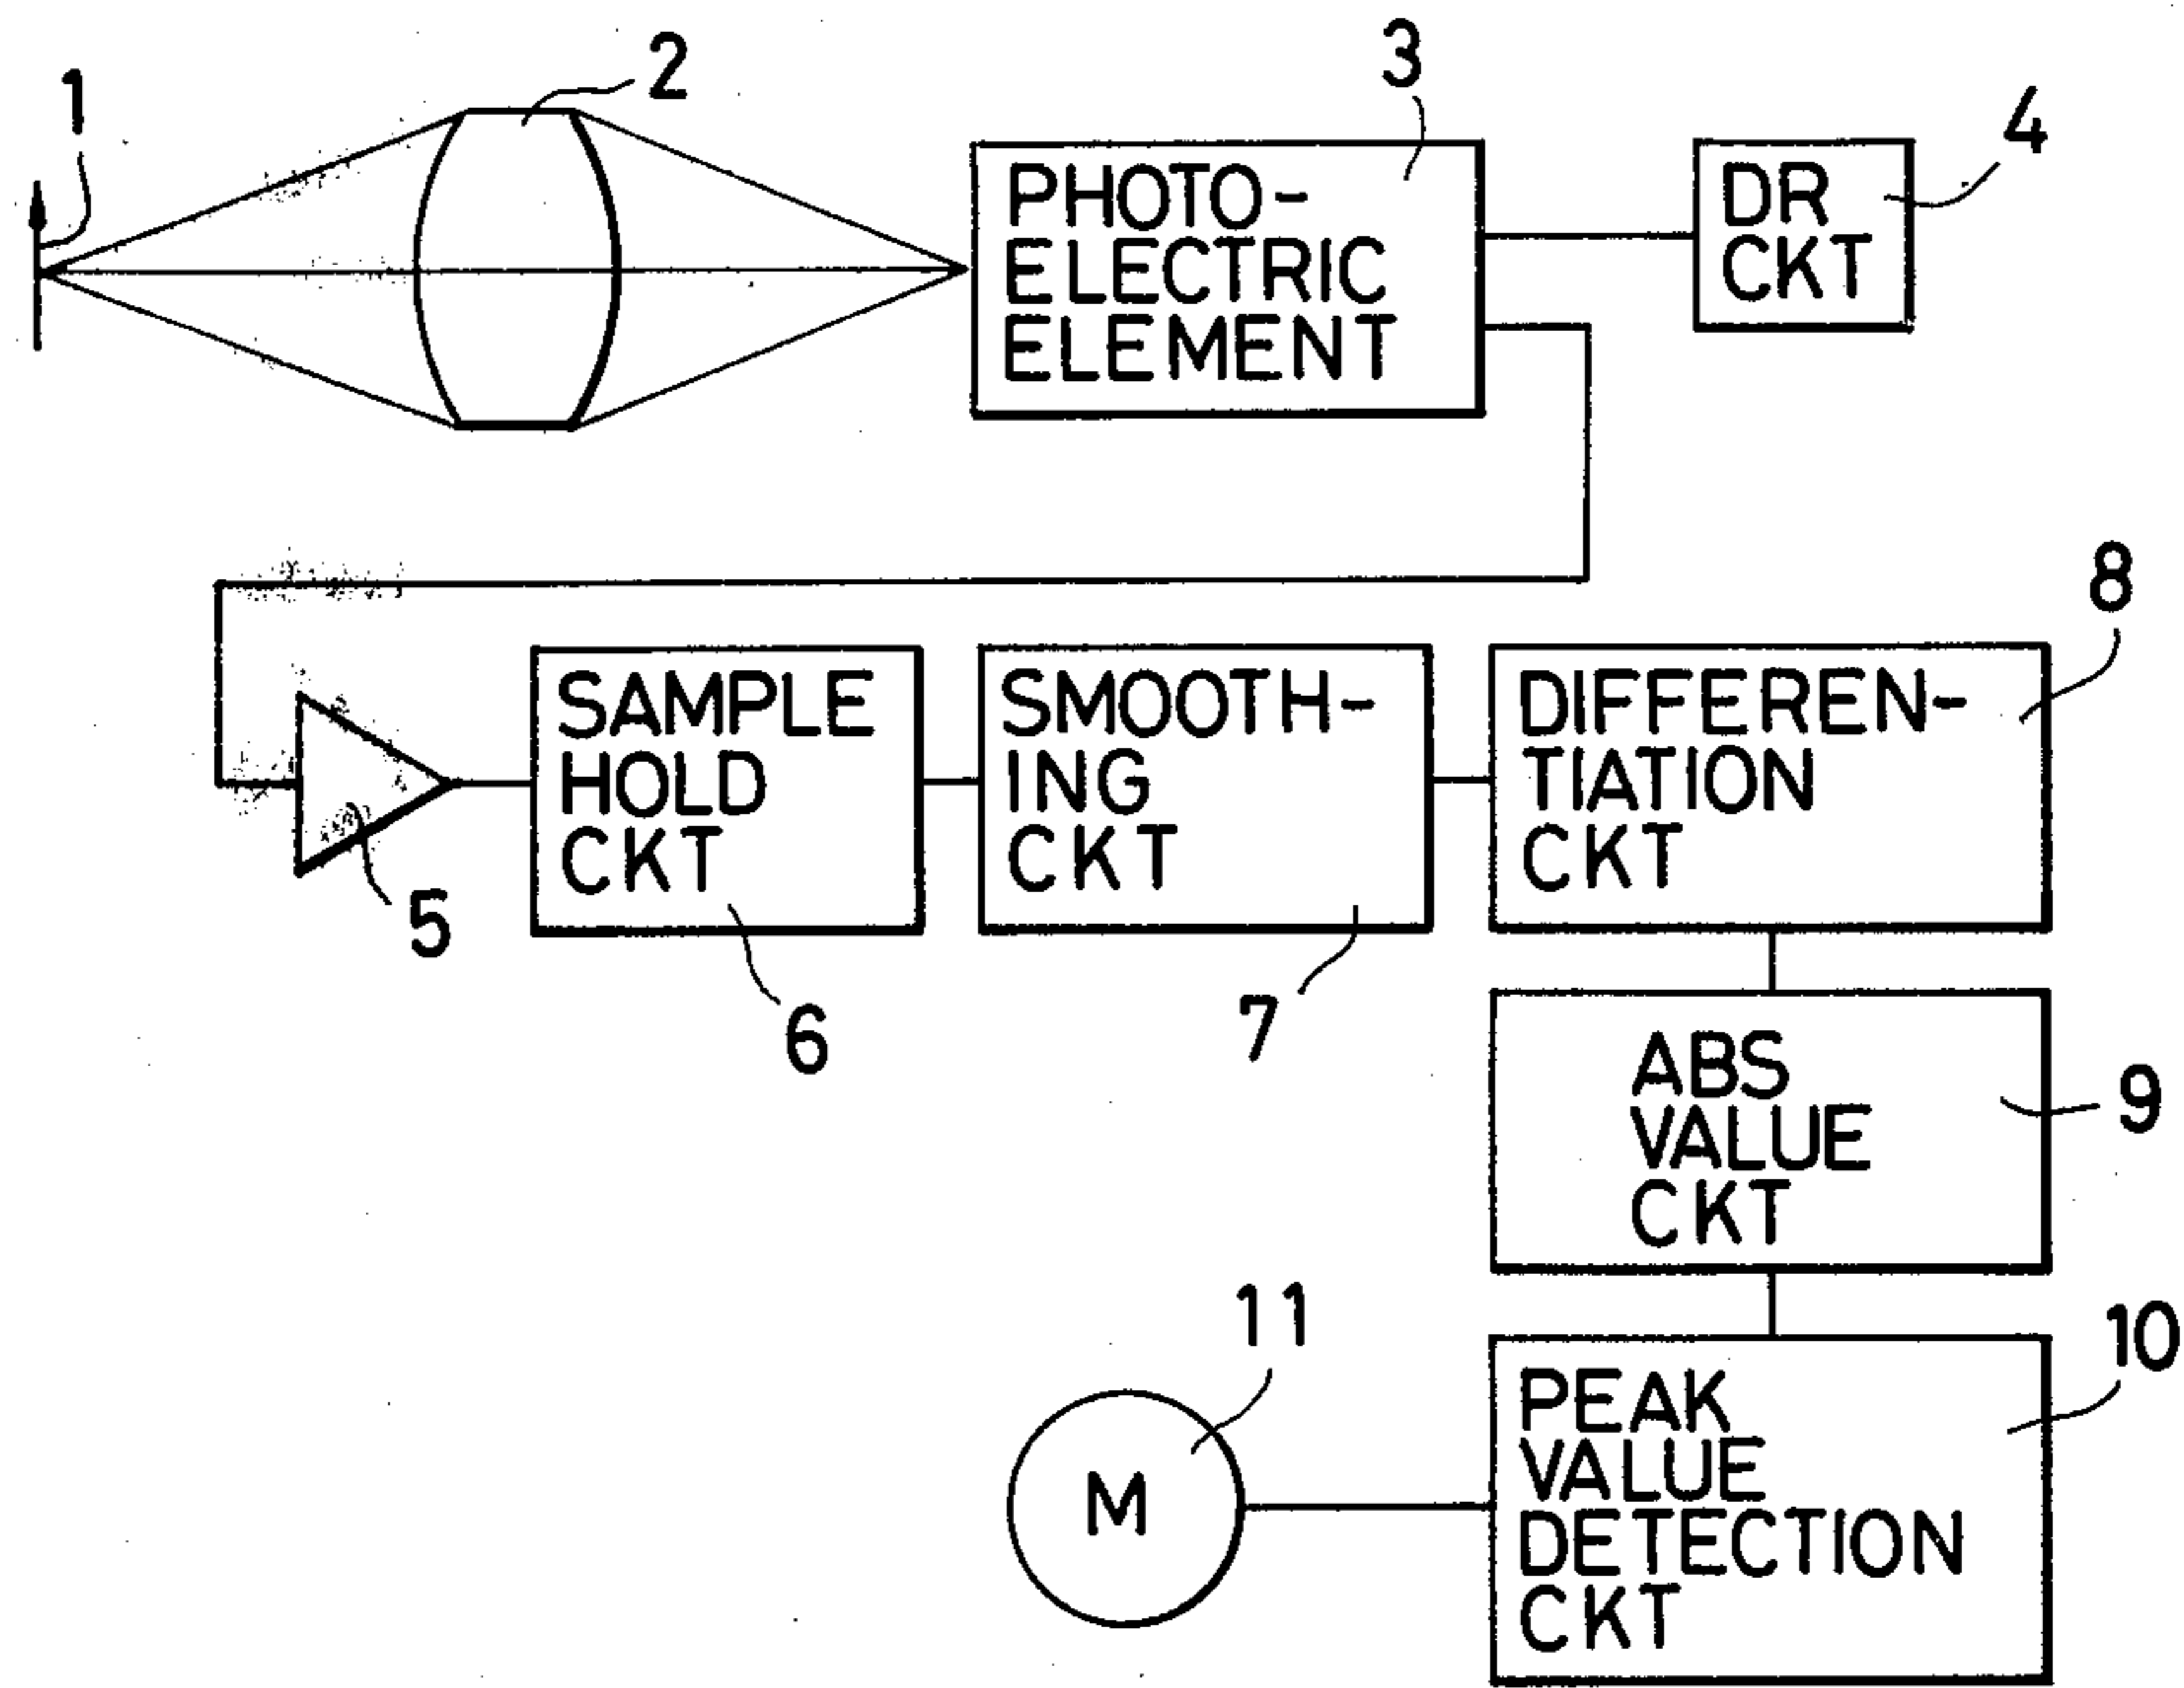 1
2
3
4
PHOTO-
ELECTRIC
ELEMENT
DR
CKT
5
SAMPLE
HOLD
CKT
6
SMOOTH-
ING
CKT
7
DIFFEREN-
TIATION
CKT
8
ABS
VALUE
CKT
9
PEAK
VALUE
DETECTION
CKT
10
11
M